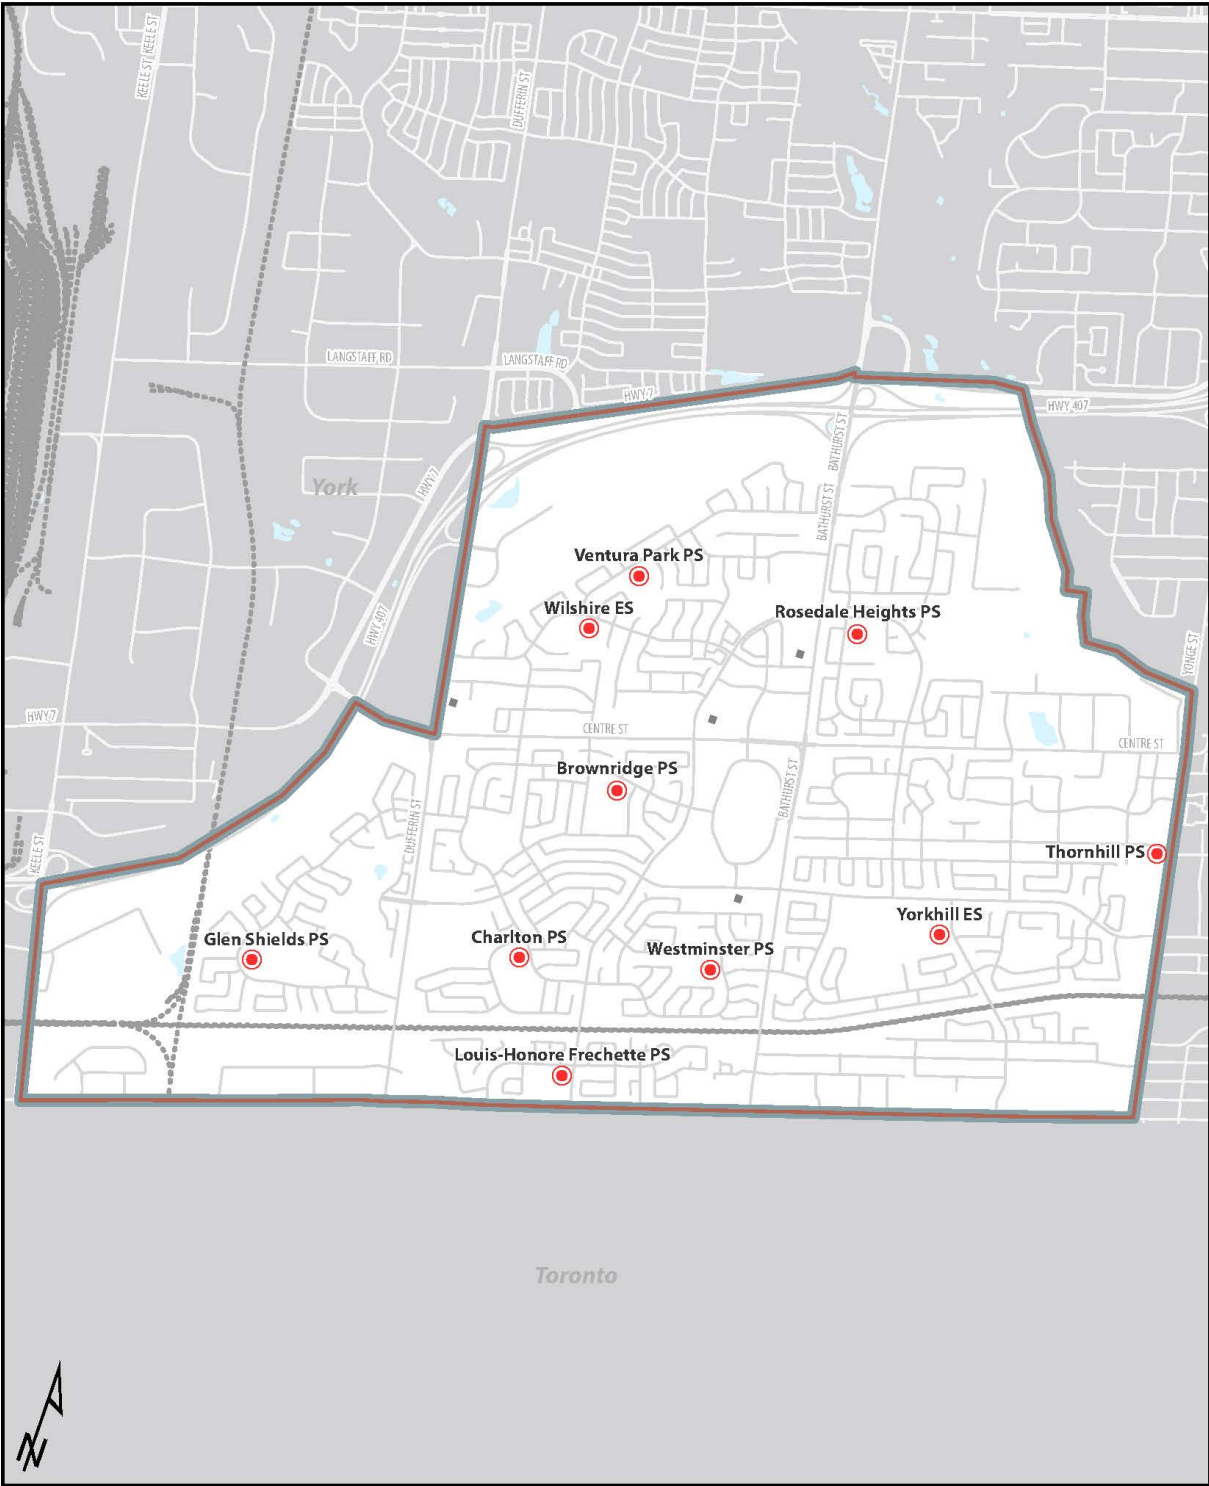 KEELE ST
KEELE ST
DUFFERIN ST
LANGSTAFF RD
LANGSTAFF RD
HWY 7
HWY 407
BATHURST ST
York
HWY 7
BATHURST ST
Ventura Park PS
Wilshire ES
Rosedale Heights PS
HWY 407
YONGE ST
HWY 7
CENTRE ST
CENTRE ST
Brownridge PS
BATHURST ST
DUFFERIN ST
KEELE ST
Thornhill PS
Yorkhill ES
Glen Shields PS
Charlton PS
Westminster PS
Louis-Honore Frechette PS
Toronto
N